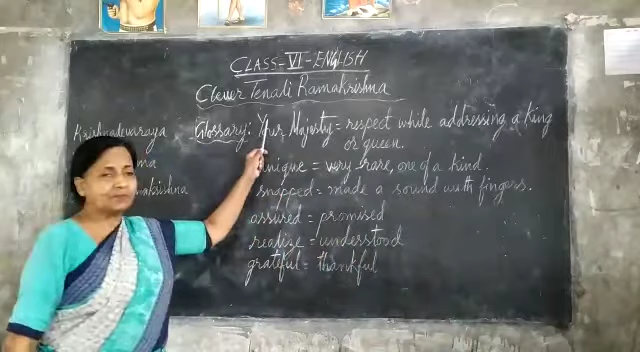 CLASS-VI-ENGLISH
Clever Tenali Ramakrishna
Krishnadevaraya
Glossary: Your Majesty = respect while addressing a king
or queen.
unique = very rare, one of a kind.
snapped = made a sound with fingers.
assured = promised
realize = understood
grateful = thankful